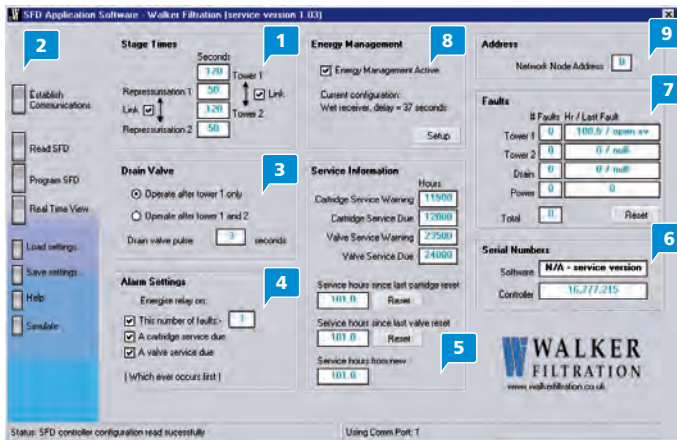 SFD Application Software - Walker Filtration [service version 1.03]
2
Establish
Communications
Read SFD
Program SFD
Real Time View
Load settings...
Save settings...
Help
Simulate
Stage Times
1
Seconds
120 Tower 1
Repressurisation 1 50 Link
Link 120 Tower 2
Repressurisation 2 50
Drain Valve
3
Operate after tower 1 only
Operate after tower 1 and 2
Drain valve pulse 3 seconds
Alarm Settings
4
Energise relay on:
This number of faults:- 1
A cartridge service due
A valve service due
(Which ever occurs first)
Energy Management
8
Energy Management Active
Current configuration:
Wet receiver, delay = 37 seconds
Setup
Service Information
Hours
Cartridge Service Warning 11500
Cartridge Service Due 12000
Valve Service Warning 23500
Valve Service Due 24000
Service hours since last cartridge reset
101.0 Reset
Service hours since last valve reset
101.0 Reset
5
Service hours from new
101.0
Address
9
Network Node Address 0
Faults
7
# Faults Hr / Last Fault
Tower 1 0 100.6 / open sv
Tower 2 0 0 / null
Drain 0 0 / null
Power 0 0
Total 0 Reset
Serial Numbers
6
Software N/A - service version
Controller 16,777,215
WALKER
FILTRATION
www.walkerfiltration.co.uk
Status: SFD controller configuration read sucessfully
Using Comm Port: 1